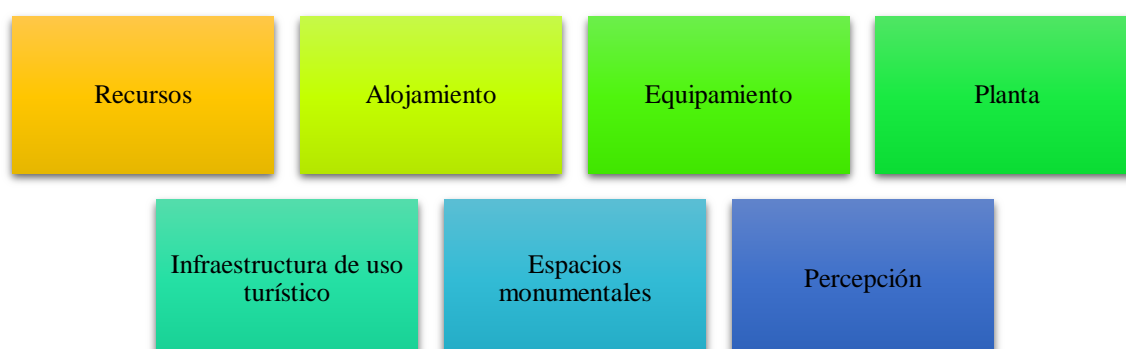 Recursos
Alojamiento
Equipamiento
Planta
Infraestructura de uso
turístico
Espacios
monumentales
Percepción